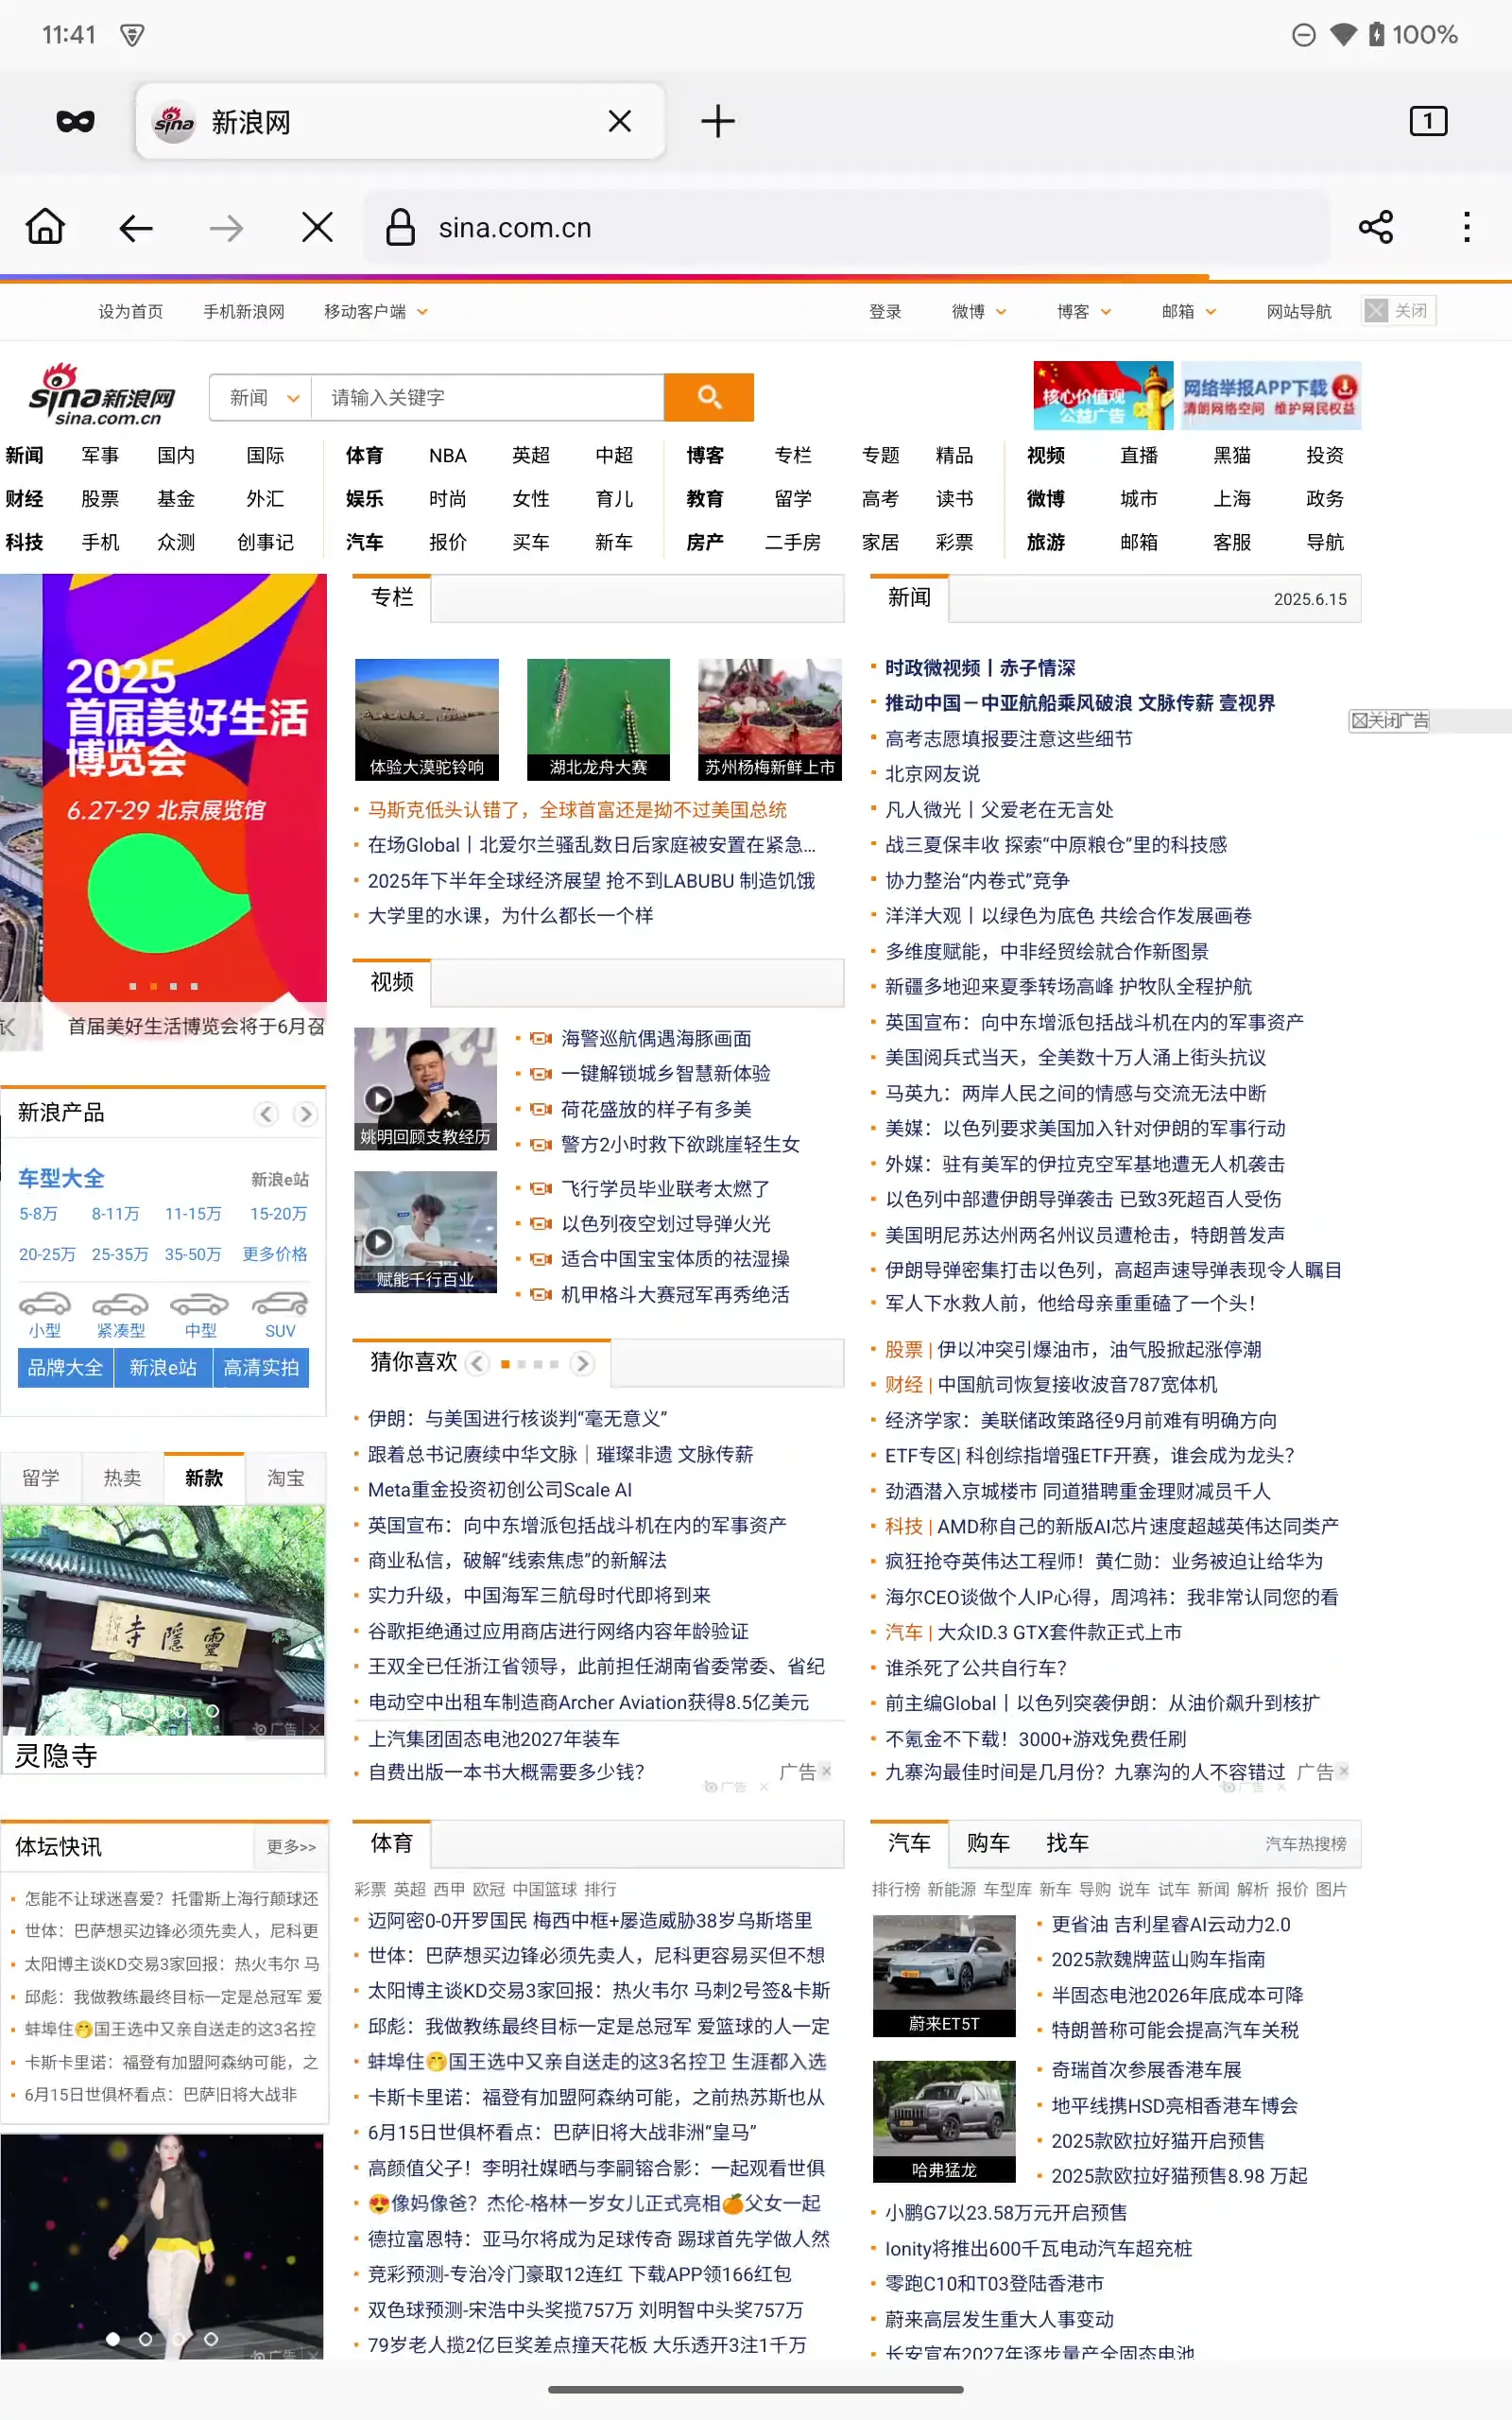 11:41
100%
新浪网
1
sina.com.cn
设为首页 手机新浪网 移动客户端 登录 微博 博客 邮箱 网站导航 关闭
sina新浪网
sina.com.cn
新闻 请输入关键字
核心价值观
公益广告
网络举报APP下载
清朗网络空间 维护网民权益
新闻 军事 国内 国际 体育 NBA 英超 中超 博客 专栏 专题 精品 视频 直播 黑猫 投资
财经 股票 基金 外汇 娱乐 时尚 女性 育儿 教育 留学 高考 读书 微博 城市 上海 政务
科技 手机 众测 创事记 汽车 报价 买车 新车 房产 二手房 家居 彩票 旅游 邮箱 客服 导航
2025
首届美好生活
博览会
6.27-29 北京展览馆
首届美好生活博览会将于6月召
新浪产品
车型大全 新浪e站
5-8万 8-11万 11-15万 15-20万
20-25万 25-35万 35-50万 更多价格
小型 紧凑型 中型 SUV
品牌大全 新浪e站 高清实拍
留学 热卖 新款 淘宝
靈隱寺
广告
灵隐寺
体坛快讯 更多>>
怎能不让球迷喜爱？托雷斯上海行颠球还
世体：巴萨想买边锋必须先卖人，尼科更
太阳博主谈KD交易3家回报：热火韦尔 马
邱彪：我做教练最终目标一定是总冠军 爱
蚌埠住🤭国王选中又亲自送走的这3名控
卡斯卡里诺：福登有加盟阿森纳可能，之
6月15日世俱杯看点：巴萨旧将大战非
广告
专栏
体验大漠驼铃响 湖北龙舟大赛 苏州杨梅新鲜上市
马斯克低头认错了，全球首富还是拗不过美国总统
在场Global丨北爱尔兰骚乱数日后家庭被安置在紧急...
2025年下半年全球经济展望 抢不到LABUBU 制造饥饿
大学里的水课，为什么都长一个样
视频
姚明回顾支教经历
海警巡航偶遇海豚画面
一键解锁城乡智慧新体验
荷花盛放的样子有多美
警方2小时救下欲跳崖轻生女
赋能千行百业
飞行学员毕业联考太燃了
以色列夜空划过导弹火光
适合中国宝宝体质的祛湿操
机甲格斗大赛冠军再秀绝活
猜你喜欢
伊朗：与美国进行核谈判“毫无意义”
跟着总书记赓续中华文脉｜璀璨非遗 文脉传薪
Meta重金投资初创公司Scale AI
英国宣布：向中东增派包括战斗机在内的军事资产
商业私信，破解“线索焦虑”的新解法
实力升级，中国海军三航母时代即将到来
谷歌拒绝通过应用商店进行网络内容年龄验证
王双全已任浙江省领导，此前担任湖南省委常委、省纪
电动空中出租车制造商Archer Aviation获得8.5亿美元
上汽集团固态电池2027年装车
自费出版一本书大概需要多少钱？ 广告
广告
体育
彩票 英超 西甲 欧冠 中国篮球 排行
迈阿密0-0开罗国民 梅西中框+屡造威胁38岁乌斯塔里
世体：巴萨想买边锋必须先卖人，尼科更容易买但不想
太阳博主谈KD交易3家回报：热火韦尔 马刺2号签&卡斯
邱彪：我做教练最终目标一定是总冠军 爱篮球的人一定
蚌埠住🤭国王选中又亲自送走的这3名控卫 生涯都入选
卡斯卡里诺：福登有加盟阿森纳可能，之前热苏斯也从
6月15日世俱杯看点：巴萨旧将大战非洲“皇马”
高颜值父子！李明社媒晒与李嗣镕合影：一起观看世俱
😍像妈像爸？杰伦-格林一岁女儿正式亮相🍊父女一起
德拉富恩特：亚马尔将成为足球传奇 踢球首先学做人然
竞彩预测-专治冷门豪取12连红 下载APP领166红包
双色球预测-宋浩中头奖揽757万 刘明智中头奖757万
79岁老人揽2亿巨奖差点撞天花板 大乐透开3注1千万
新闻 2025.6.15
时政微视频丨赤子情深
推动中国－中亚航船乘风破浪 文脉传薪 壹视界
高考志愿填报要注意这些细节
北京网友说
凡人微光丨父爱老在无言处
战三夏保丰收 探索“中原粮仓”里的科技感
协力整治“内卷式”竞争
洋洋大观丨以绿色为底色 共绘合作发展画卷
多维度赋能，中非经贸绘就合作新图景
新疆多地迎来夏季转场高峰 护牧队全程护航
英国宣布：向中东增派包括战斗机在内的军事资产
美国阅兵式当天，全美数十万人涌上街头抗议
马英九：两岸人民之间的情感与交流无法中断
美媒：以色列要求美国加入针对伊朗的军事行动
外媒：驻有美军的伊拉克空军基地遭无人机袭击
以色列中部遭伊朗导弹袭击 已致3死超百人受伤
美国明尼苏达州两名州议员遭枪击，特朗普发声
伊朗导弹密集打击以色列，高超声速导弹表现令人瞩目
军人下水救人前，他给母亲重重磕了一个头！
股票 | 伊以冲突引爆油市，油气股掀起涨停潮
财经 | 中国航司恢复接收波音787宽体机
经济学家：美联储政策路径9月前难有明确方向
ETF专区| 科创综指增强ETF开赛，谁会成为龙头？
劲酒潜入京城楼市 同道猎聘重金理财减员千人
科技 | AMD称自己的新版AI芯片速度超越英伟达同类产
疯狂抢夺英伟达工程师！黄仁勋：业务被迫让给华为
海尔CEO谈做个人IP心得，周鸿祎：我非常认同您的看
汽车 | 大众ID.3 GTX套件款正式上市
谁杀死了公共自行车？
前主编Global丨以色列突袭伊朗：从油价飙升到核扩
不氪金不下载！3000+游戏免费任刷
九寨沟最佳时间是几月份？九寨沟的人不容错过 广告
广告
关闭广告
汽车 购车 找车 汽车热搜榜
排行榜 新能源 车型库 新车 导购 说车 试车 新闻 解析 报价 图片
蔚来ET5T
更省油 吉利星睿AI云动力2.0
2025款魏牌蓝山购车指南
半固态电池2026年底成本可降
特朗普称可能会提高汽车关税
哈弗猛龙
奇瑞首次参展香港车展
地平线携HSD亮相香港车博会
2025款欧拉好猫开启预售
2025款欧拉好猫预售8.98 万起
小鹏G7以23.58万元开启预售
Ionity将推出600千瓦电动汽车超充桩
零跑C10和T03登陆香港市
蔚来高层发生重大人事变动
长安宣布2027年逐步量产全固态电池